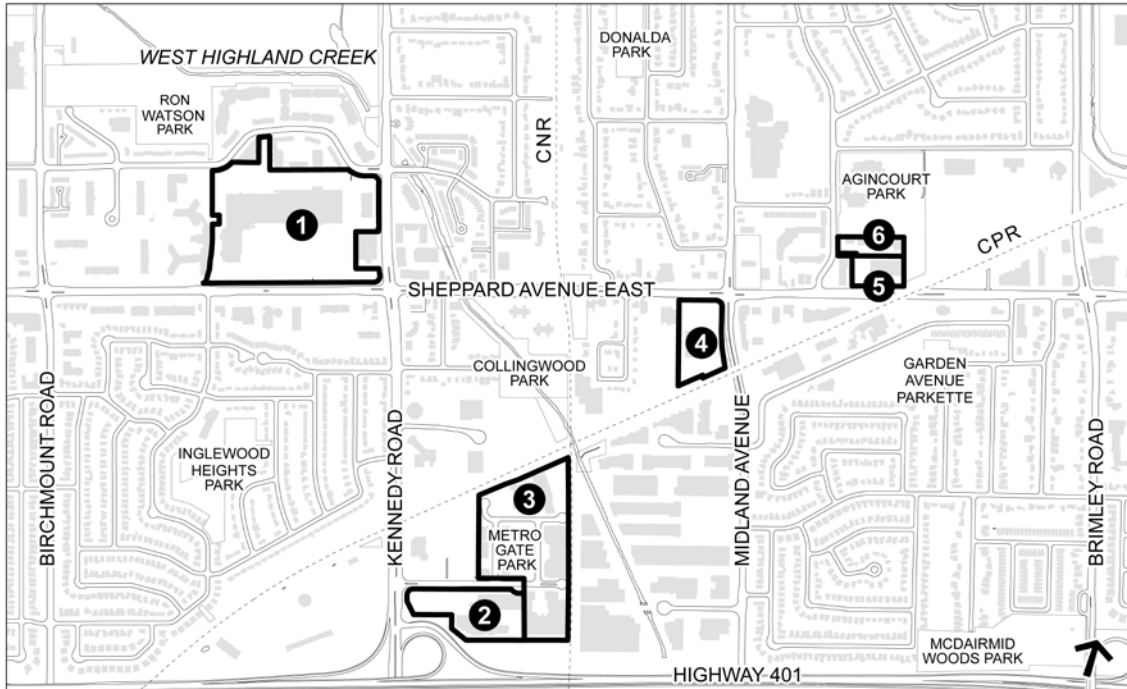 DONALDA
PARK
WEST HIGHLAND CREEK
RON
WATSON
PARK
CNR
AGINCOURT
PARK
1
6
CPR
5
SHEPPARD AVENUE EAST
4
COLLINGWOOD
PARK
GARDEN
AVENUE
PARKETTE
BIRCHMOUNT ROAD
INGLEWOOD
HEIGHTS
PARK
KENNEDY ROAD
MIDLAND AVENUE
BRIMLEY ROAD
3
METRO
GATE
PARK
2
MCDAIRMID
WOODS PARK
HIGHWAY 401